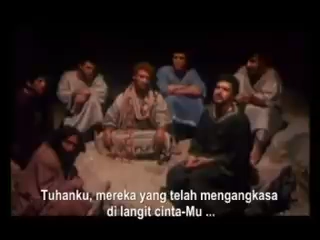 Tuhanku, mereka yang telah mengangkasa
di langit cinta-Mu ...